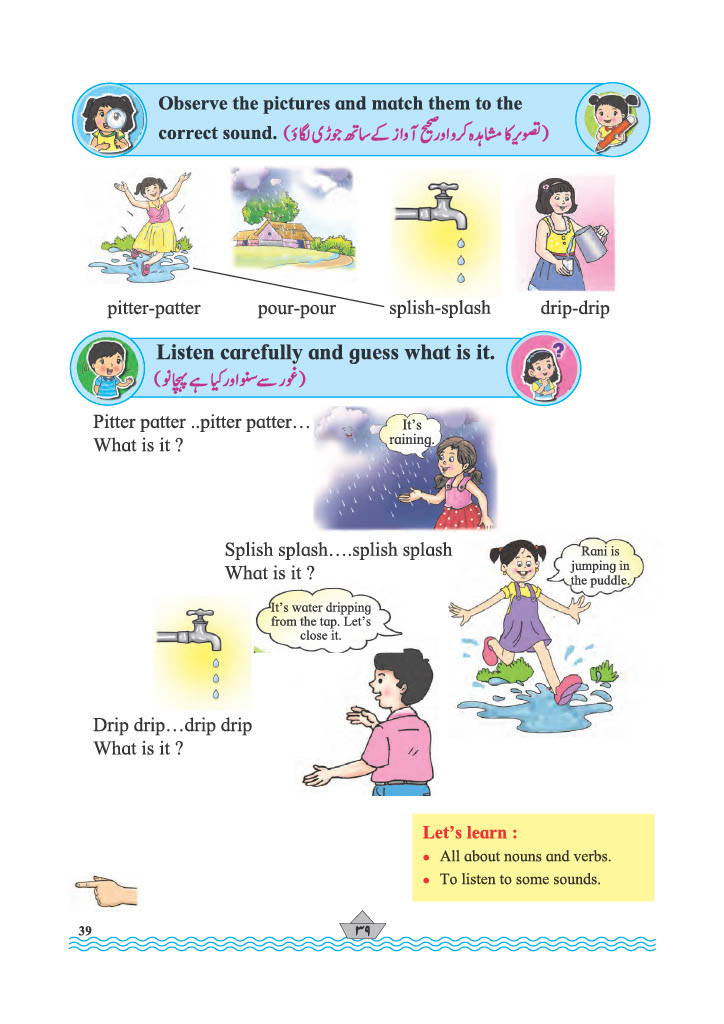 Observe the pictures and match them to the
correct sound. (تصویر کا مشاہدہ کرو اور صحیح آواز کے ساتھ جوڑی لگاؤ)
pitter-patter pour-pour splish-splash drip-drip
Listen carefully and guess what is it.
(غور سے سنو اور کیا ہے پہچانو)
?
Pitter patter ..pitter patter…
What is it ?
It’s
raining.
Splish splash….splish splash
What is it ?
Rani is
jumping in
the puddle.
It’s water dripping
from the tap. Let’s
close it.
Drip drip…drip drip
What is it ?
Let’s learn :
• All about nouns and verbs.
• To listen to some sounds.
39
۳۹